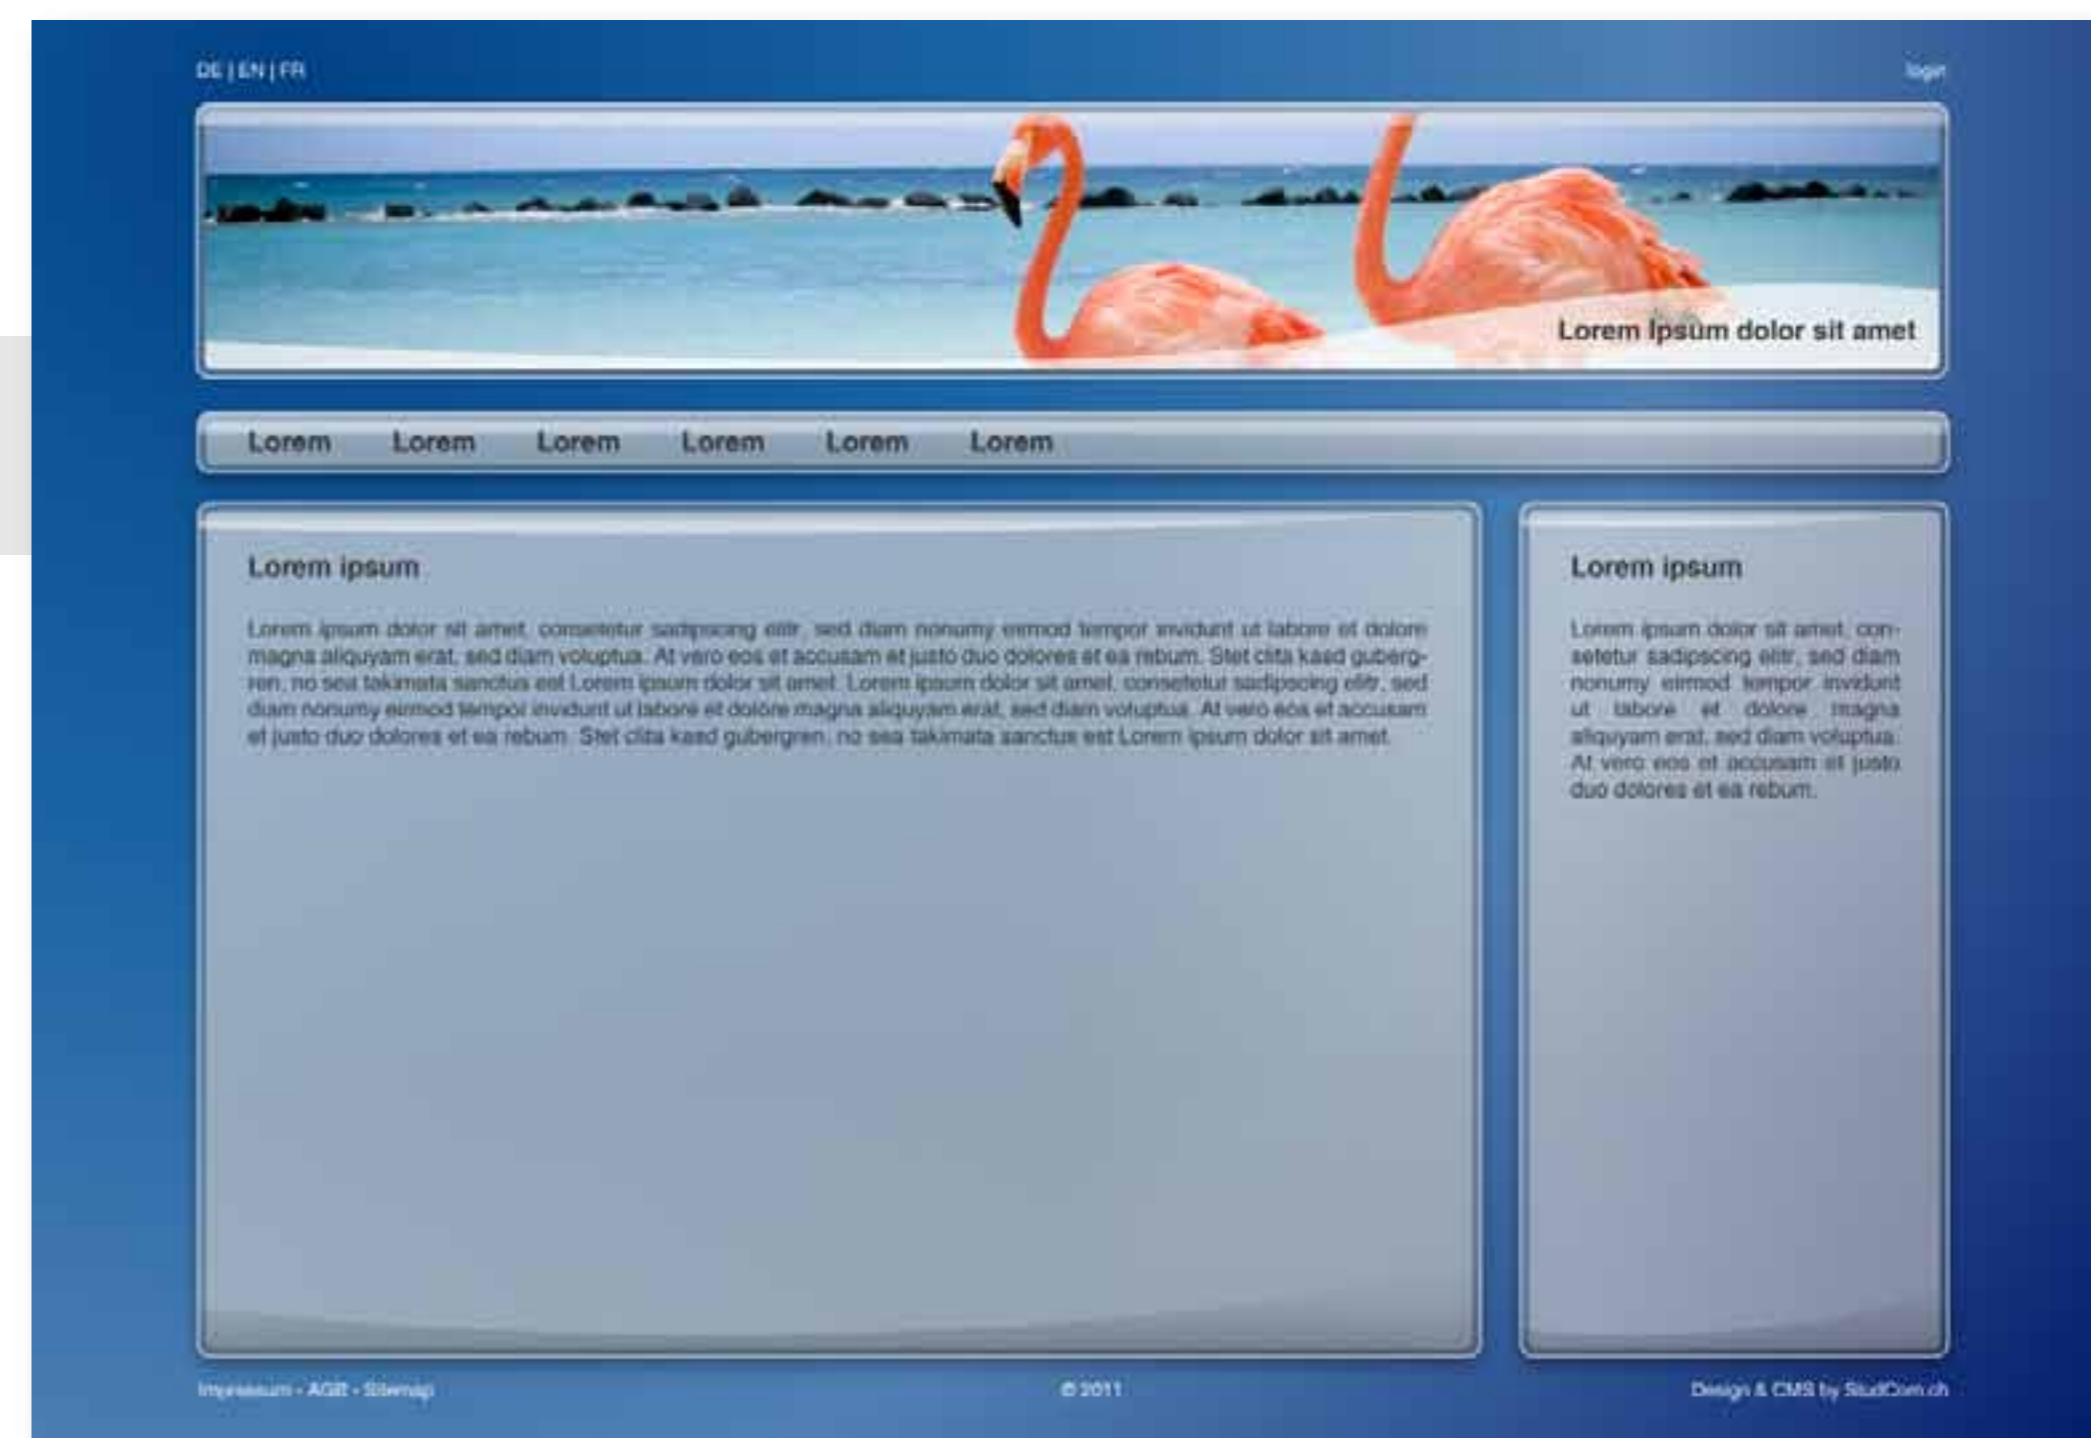 DE | EN | FR
login
Lorem Ipsum dolor sit amet
Lorem Lorem Lorem Lorem Lorem Lorem
Lorem ipsum
Lorem ipsum dolor sit amet, consetetur sadipscing elitr, sed diam nonumy eirmod tempor invidunt ut labore et dolore
magna aliquyam erat, sed diam voluptua. At vero eos et accusam et justo duo dolores et ea rebum. Stet clita kasd guberg-
ren, no sea takimata sanctus est Lorem ipsum dolor sit amet. Lorem ipsum dolor sit amet, consetetur sadipscing elitr, sed
diam nonumy eirmod tempor invidunt ut labore et dolore magna aliquyam erat, sed diam voluptua. At vero eos et accusam
et justo duo dolores et ea rebum. Stet clita kasd gubergren, no sea takimata sanctus est Lorem ipsum dolor sit amet.
Lorem ipsum
Lorem ipsum dolor sit amet, con-
setetur sadipscing elitr, sed diam
nonumy eirmod tempor invidunt
ut labore et dolore magna
aliquyam erat, sed diam voluptua.
At vero eos et accusam et justo
duo dolores et ea rebum.
Impressum - AGB - Sitemap
© 2011
Design & CMS by StudCom.ch